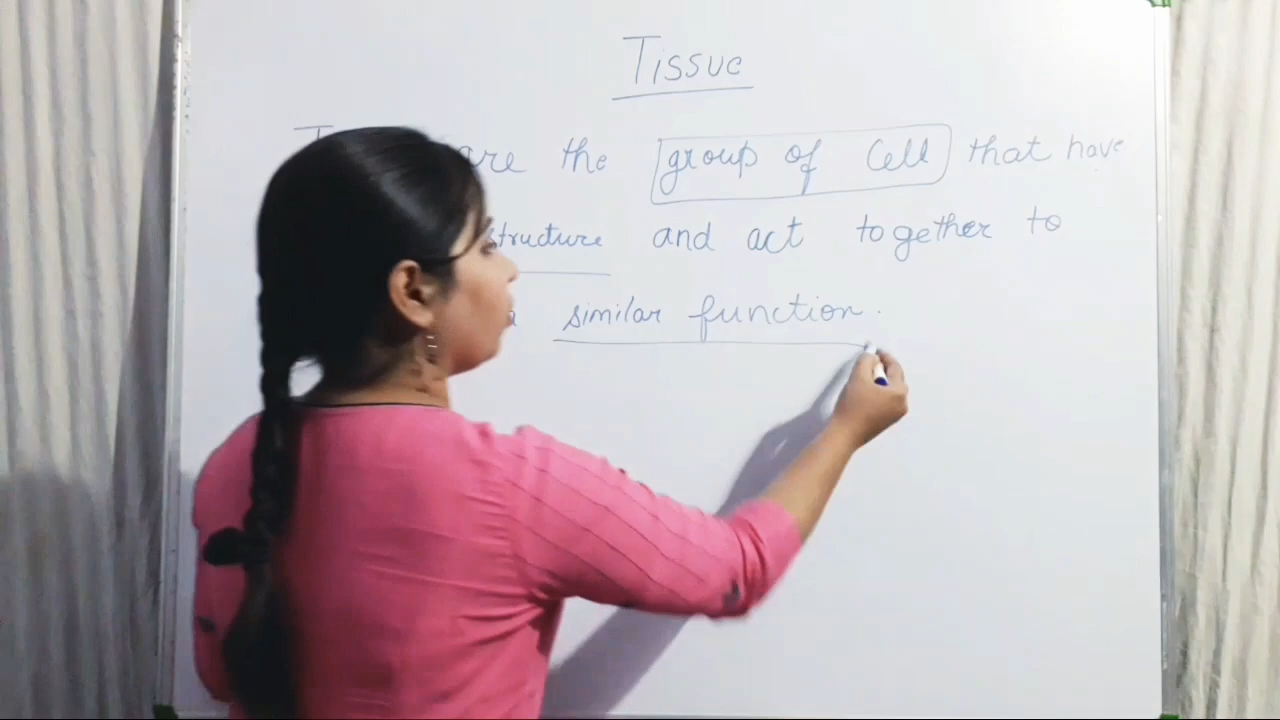 Tissue
are the group of Cell that have
structure and act together to
similar function.